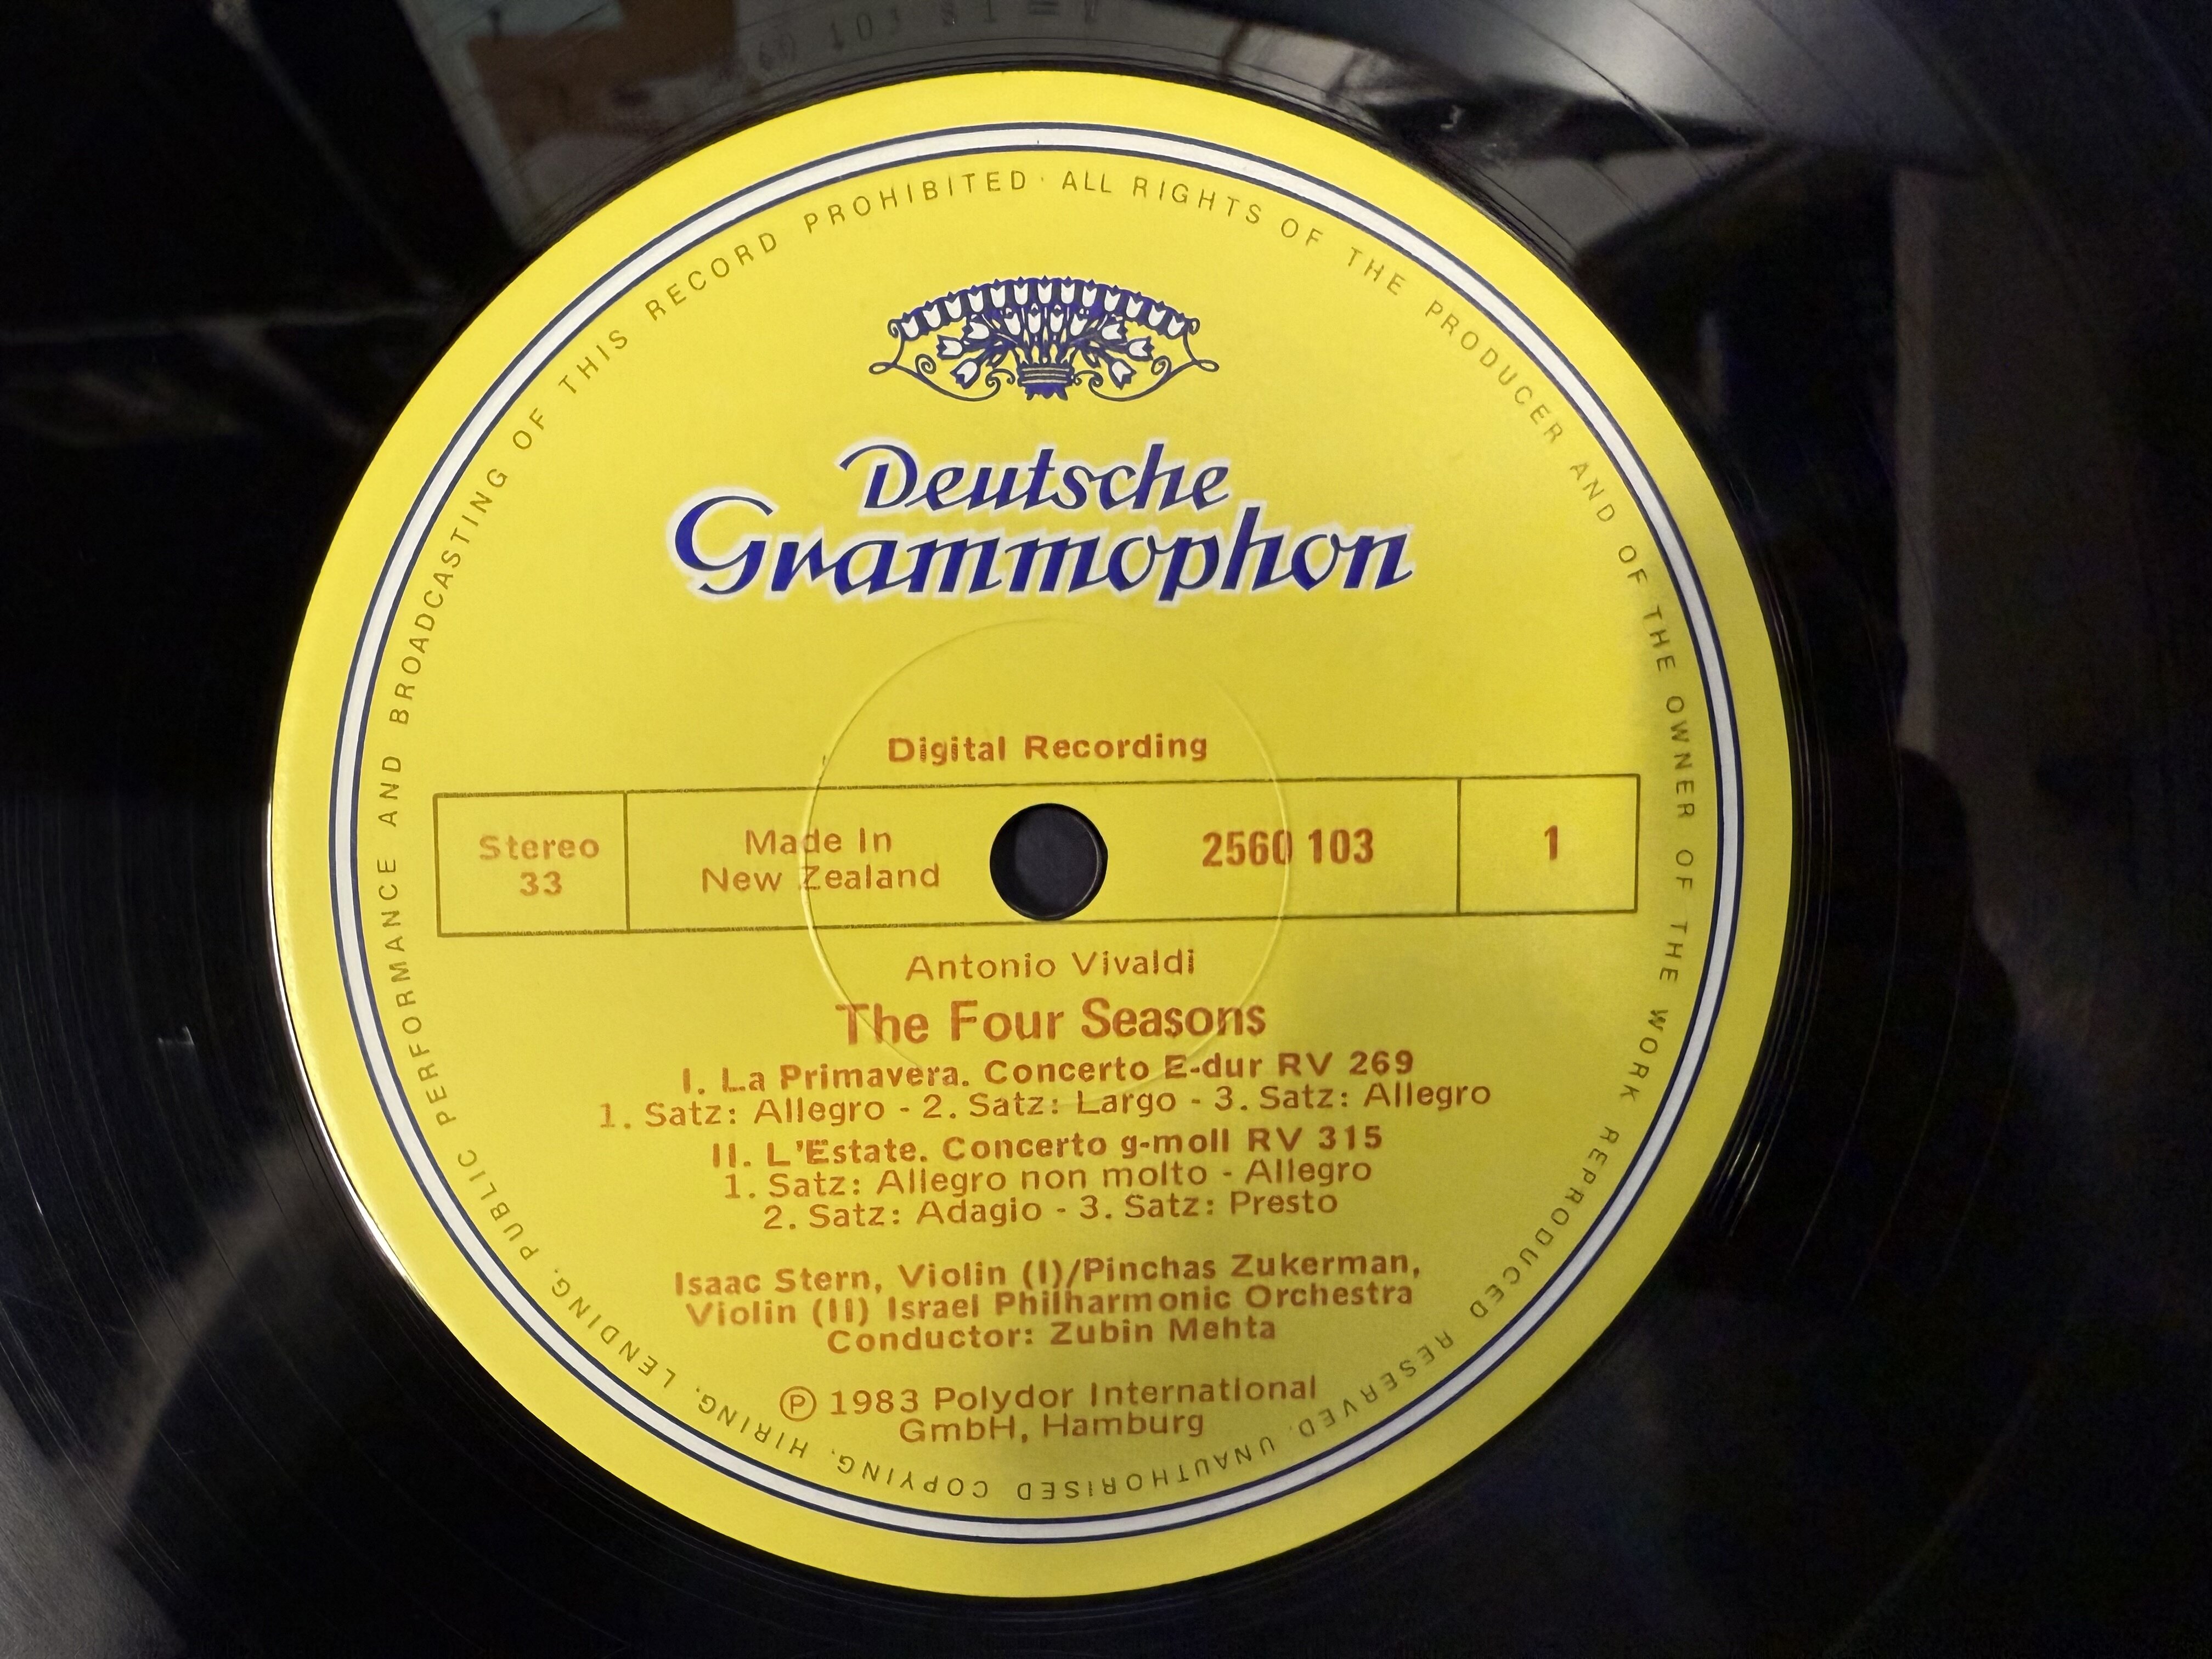 Deutsche
Grammophon
Digital Recording
Stereo
33
Made In
New Zealand
2560 103
1
Antonio Vivaldi
The Four Seasons
I. La Primavera. Concerto E-dur RV 269
1. Satz: Allegro - 2. Satz: Largo - 3. Satz: Allegro
II. L'Estate. Concerto g-moll RV 315
1. Satz: Allegro non molto - Allegro
2. Satz: Adagio - 3. Satz: Presto
Isaac Stern, Violin (I)/Pinchas Zukerman,
Violin (II) Israel Philharmonic Orchestra
Conductor: Zubin Mehta
Ⓟ 1983 Polydor International
GmbH, Hamburg
ALL RIGHTS OF THE PRODUCER AND OF THE OWNER OF THE WORK REPRODUCED RESERVED. UNAUTHORISED COPYING, HIRING, LENDING, PUBLIC PERFORMANCE AND BROADCASTING OF THIS RECORD PROHIBITED ·
103